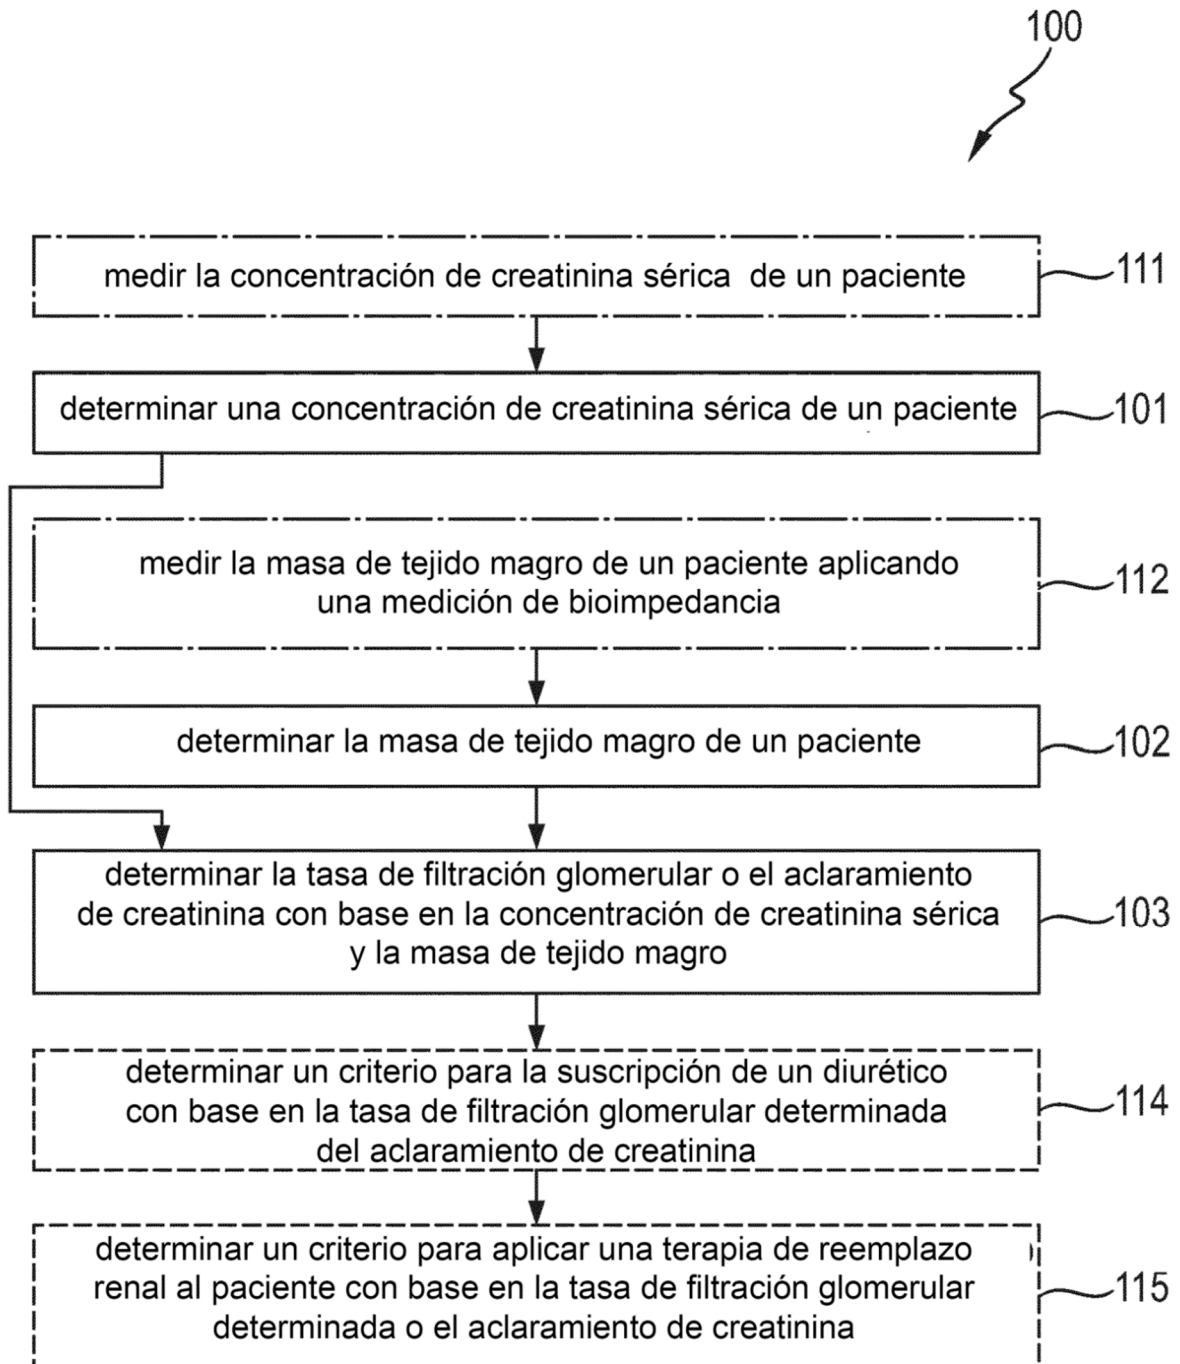 100
medir la concentración de creatinina sérica de un paciente
111
determinar una concentración de creatinina sérica de un paciente
101
medir la masa de tejido magro de un paciente aplicando
una medición de bioimpedancia
112
determinar la masa de tejido magro de un paciente
102
determinar la tasa de filtración glomerular o el aclaramiento
de creatinina con base en la concentración de creatinina sérica
y la masa de tejido magro
103
determinar un criterio para la suscripción de un diurético
con base en la tasa de filtración glomerular determinada
del aclaramiento de creatinina
114
determinar un criterio para aplicar una terapia de reemplazo
renal al paciente con base en la tasa de filtración glomerular
determinada o el aclaramiento de creatinina
115